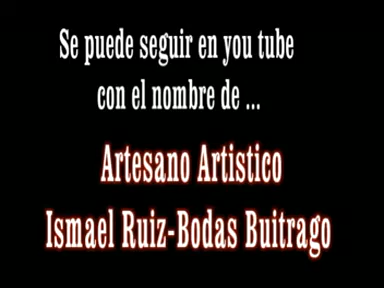 Se puede seguir en you tube
con el nombre de ...
Artesano Artistico
Ismael Ruiz-Bodas Buitrago